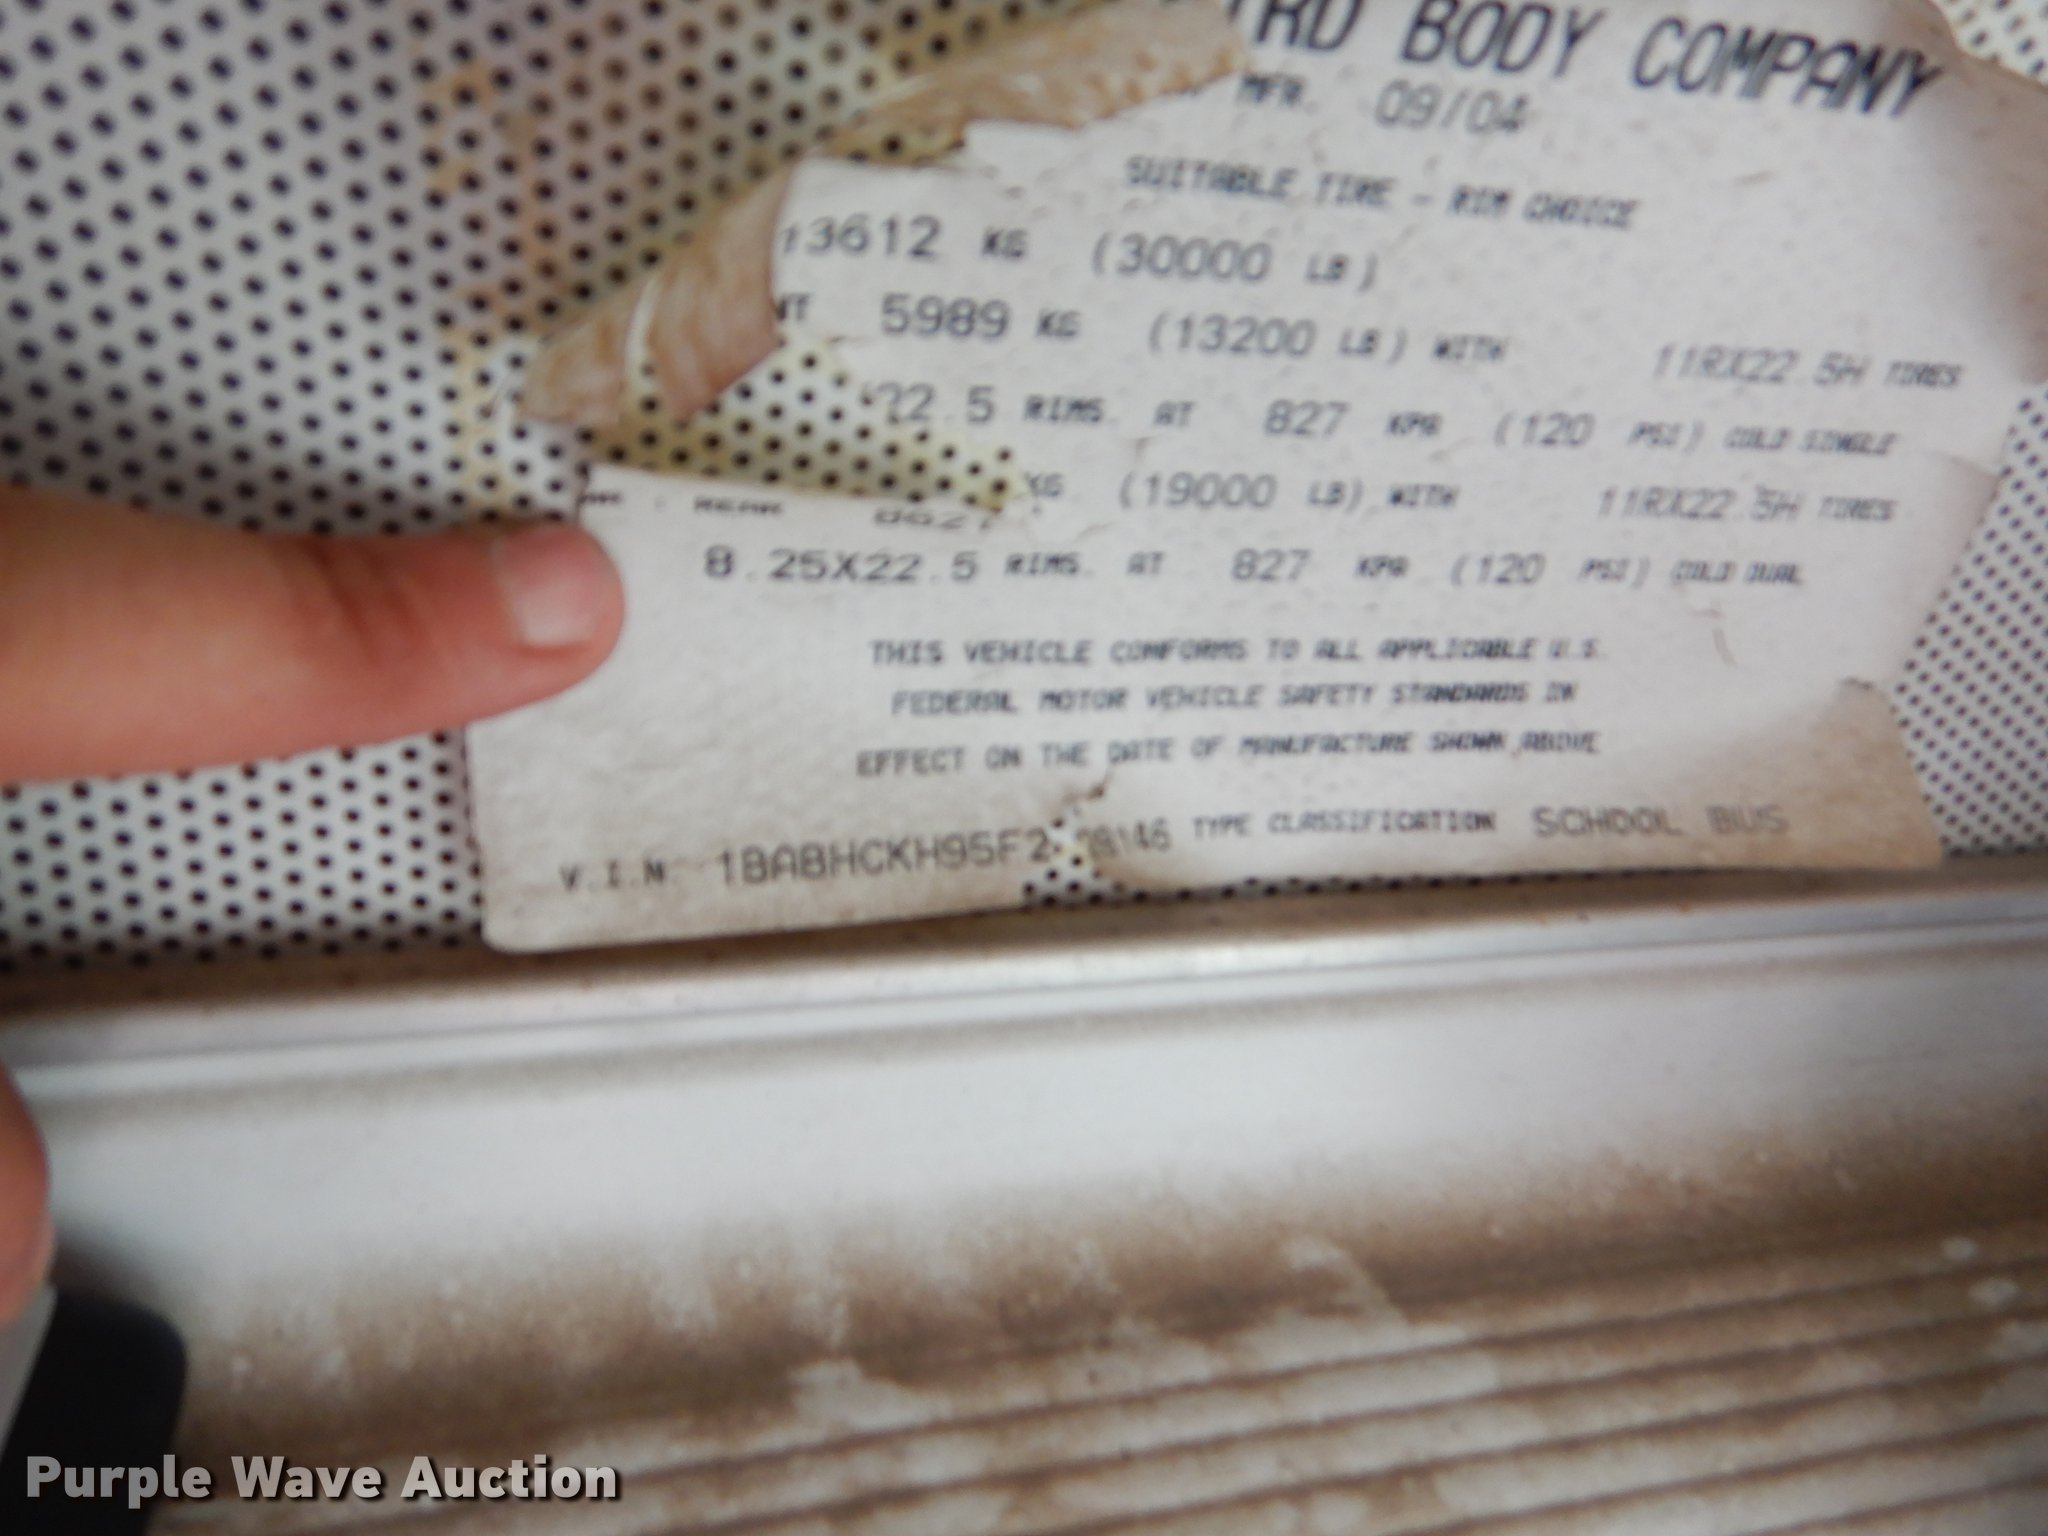 IRD BODY COMPANY
MFR. 09/04
SUITABLE TIRE - RIM CHOICE
13612 KG (30000 LB)
NT 5989 KG (13200 LB) WITH 11RX22.5H TIRES
22.5 RIMS. AT 827 KPA (120 PSI) COLD SINGLE
: REAR KG (19000 LB) WITH 11RX22.5H TIRES
8.25X22.5 RIMS. AT 827 KPA (120 PSI) COLD DUAL
THIS VEHICLE CONFORMS TO ALL APPLICABLE U.S.
FEDERAL MOTOR VEHICLE SAFETY STANDARDS IN
EFFECT ON THE DATE OF MANUFACTURE SHOWN ABOVE
V.I.N. TYPE CLASSIFICATION SCHOOL BUS
Purple Wave Auction